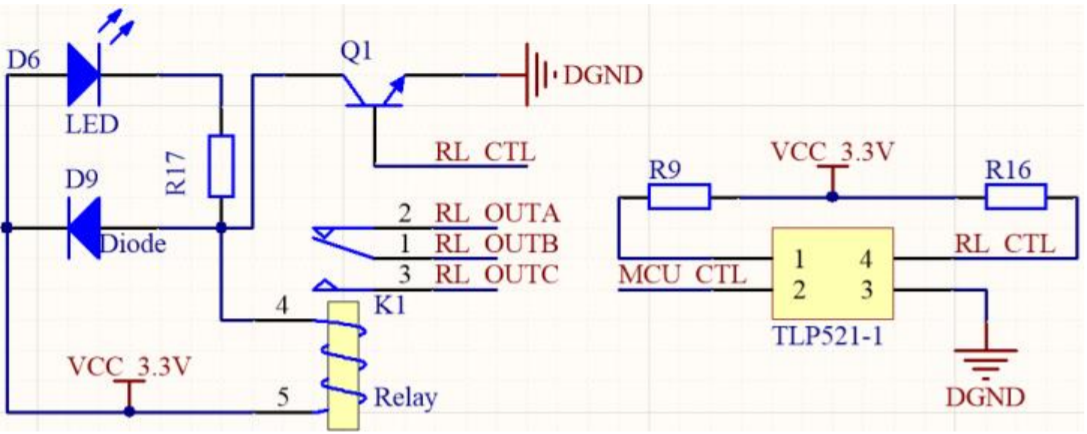 D6
LED
D9
Diode
R17
Q1
DGND
RL_CTL
2 RL_OUTA
1 RL_OUTB
3 RL_OUTC
K1
4
5
Relay
VCC_3.3V
VCC_3.3V
R9
R16
MCU_CTL
1 4
2 3
RL_CTL
TLP521-1
DGND